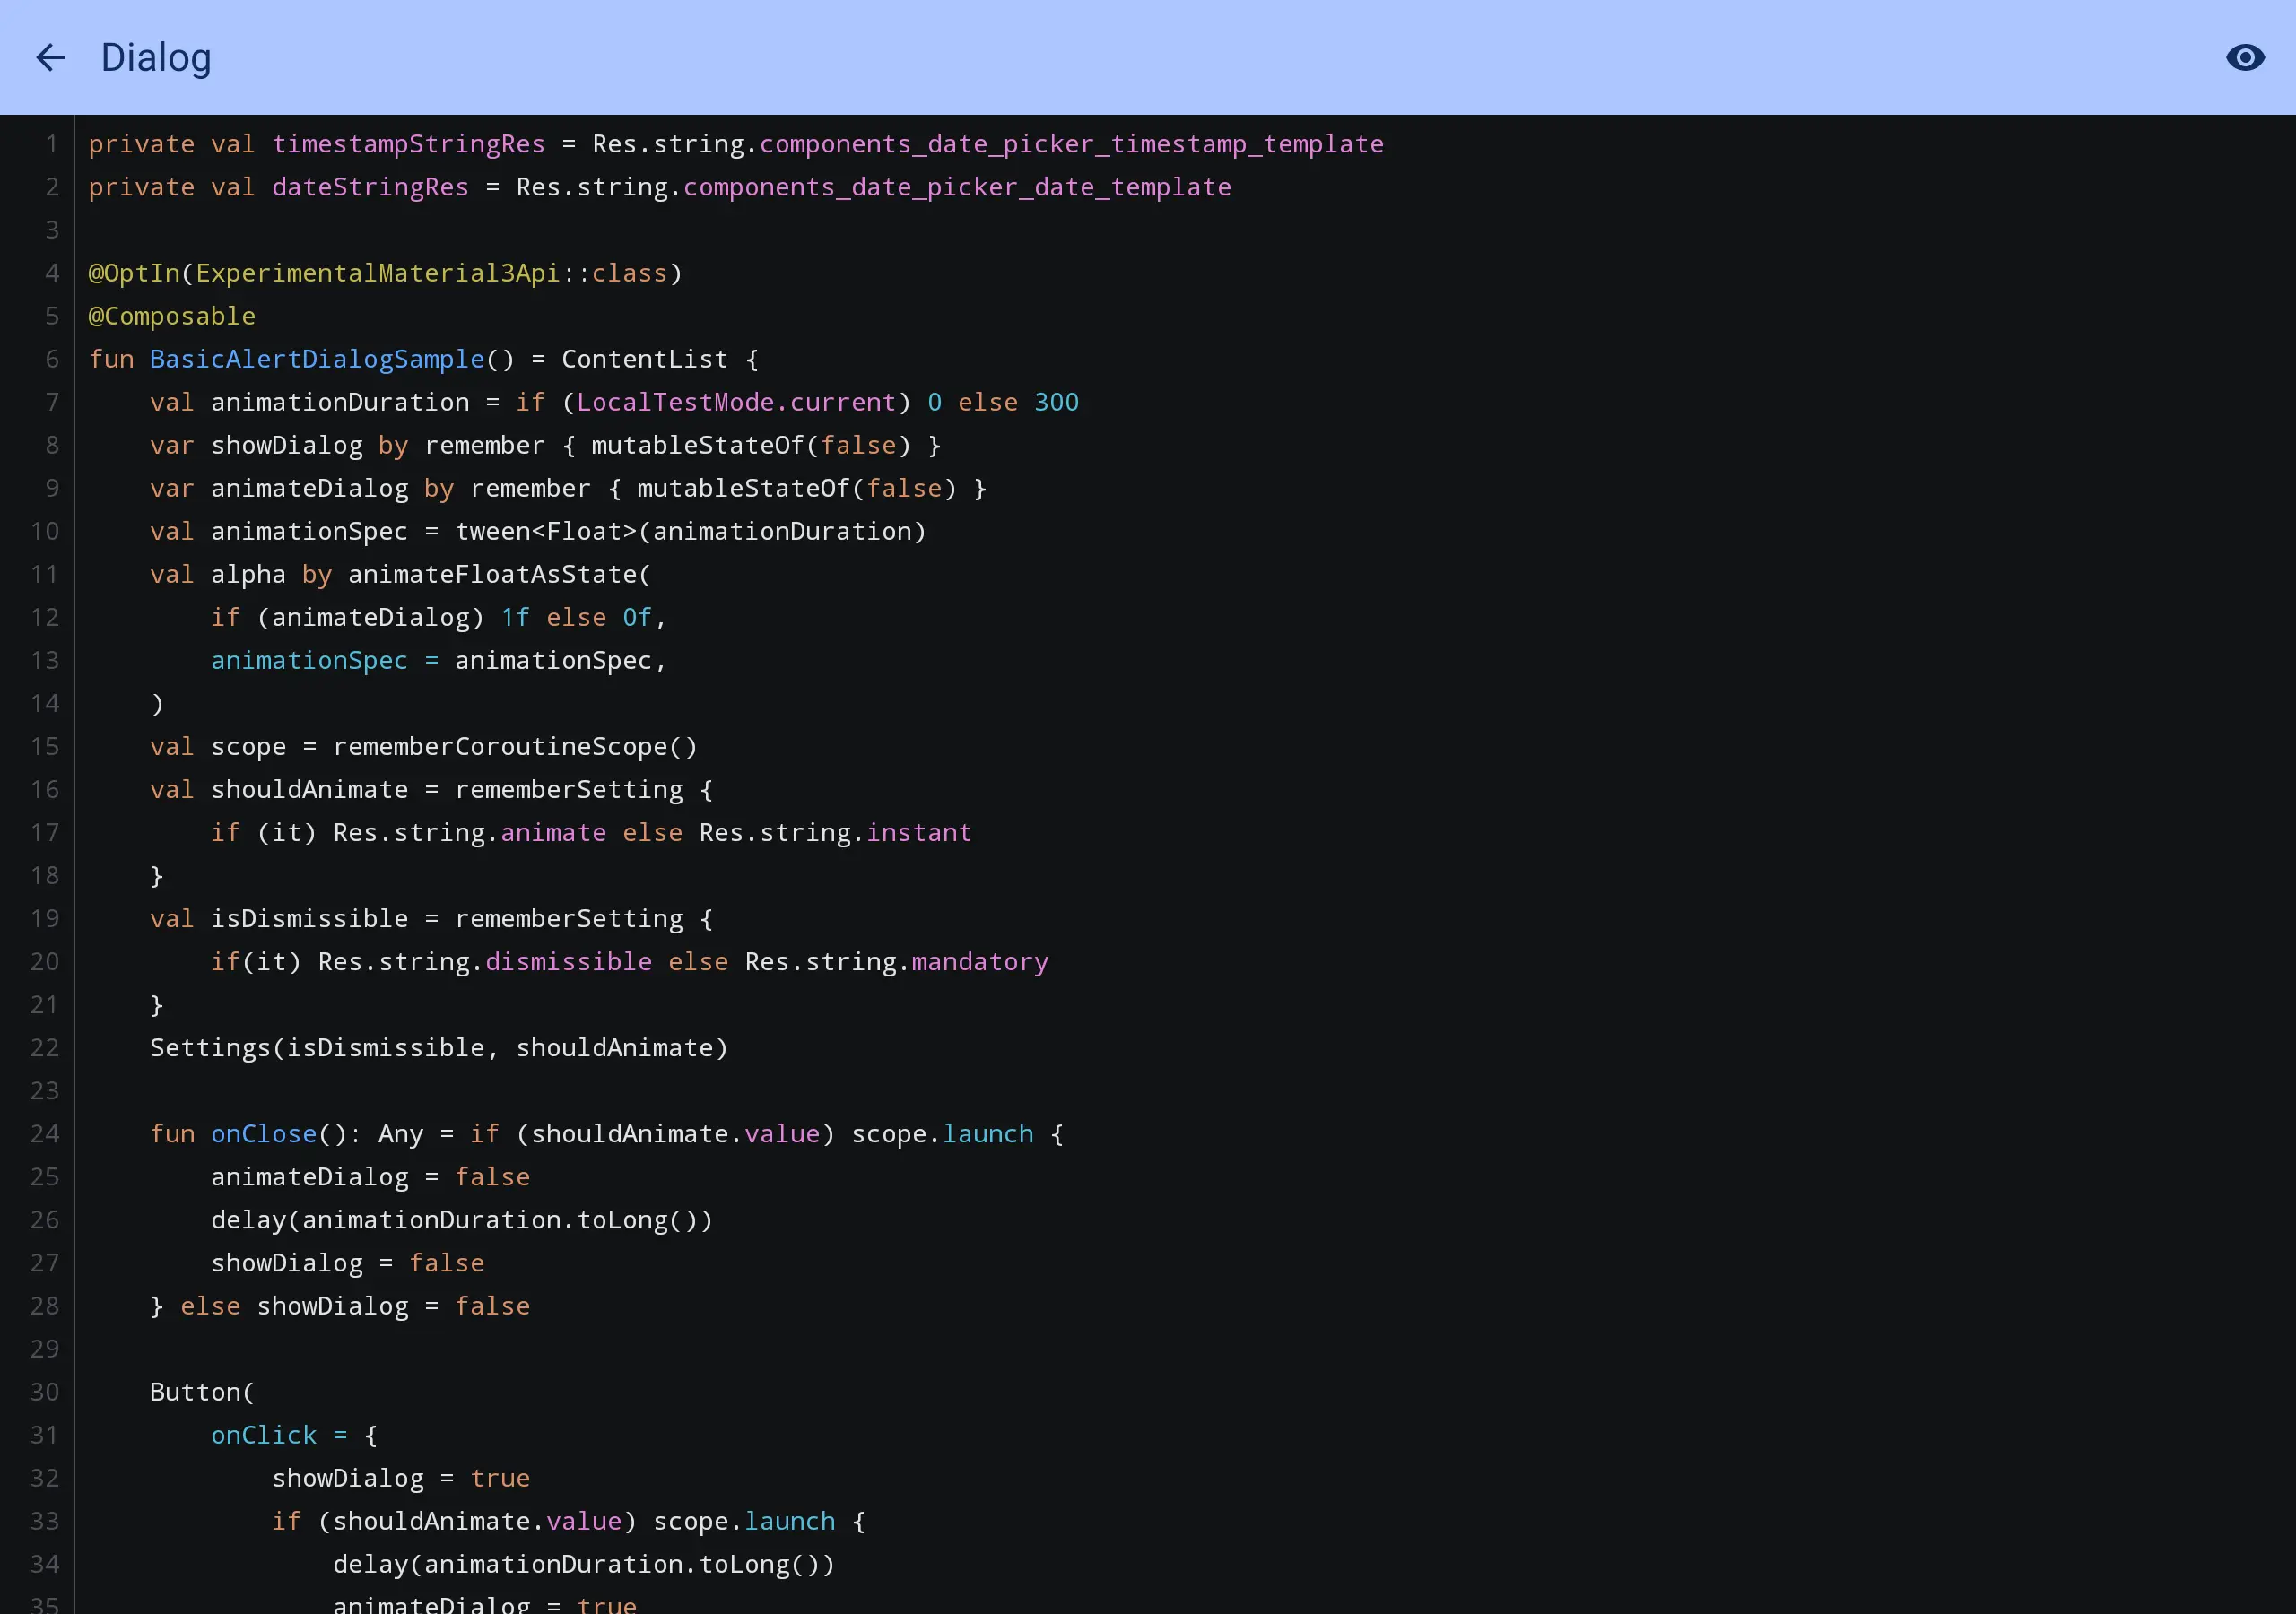 Dialog
1 private val timestampStringRes = Res.string.components_date_picker_timestamp_template
2 private val dateStringRes = Res.string.components_date_picker_date_template
3
4 @OptIn(ExperimentalMaterial3Api::class)
5 @Composable
6 fun BasicAlertDialogSample() = ContentList {
7     val animationDuration = if (LocalTestMode.current) 0 else 300
8     var showDialog by remember { mutableStateOf(false) }
9     var animateDialog by remember { mutableStateOf(false) }
10     val animationSpec = tween<Float>(animationDuration)
11     val alpha by animateFloatAsState(
12         if (animateDialog) 1f else 0f,
13         animationSpec = animationSpec,
14     )
15     val scope = rememberCoroutineScope()
16     val shouldAnimate = rememberSetting {
17         if (it) Res.string.animate else Res.string.instant
18     }
19     val isDismissible = rememberSetting {
20         if(it) Res.string.dismissible else Res.string.mandatory
21     }
22     Settings(isDismissible, shouldAnimate)
23
24     fun onClose(): Any = if (shouldAnimate.value) scope.launch {
25         animateDialog = false
26         delay(animationDuration.toLong())
27         showDialog = false
28     } else showDialog = false
29
30     Button(
31         onClick = {
32             showDialog = true
33             if (shouldAnimate.value) scope.launch {
34                 delay(animationDuration.toLong())
35                 animateDialog = true